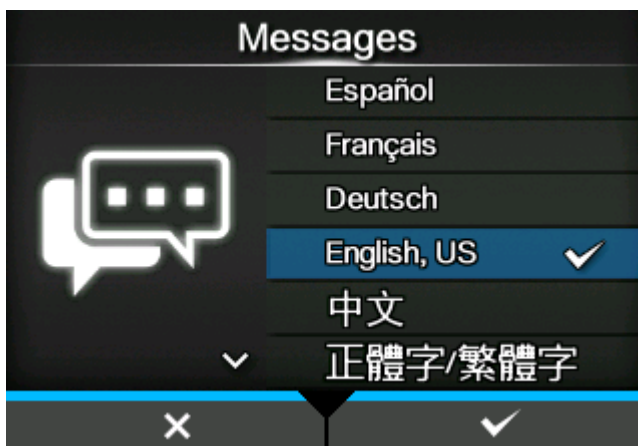 Messages
Español
Français
Deutsch
English, US
中文
正體字/繁體字